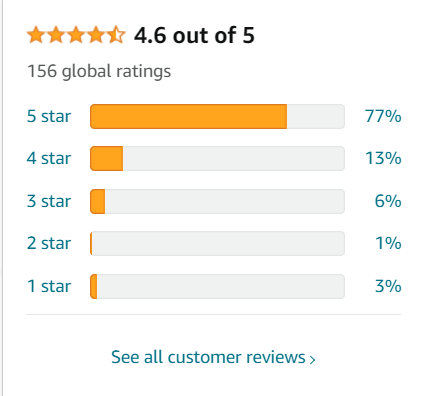 4.6 out of 5
156 global ratings
5 star 77%
4 star 13%
3 star 6%
2 star 1%
1 star 3%
See all customer reviews ›